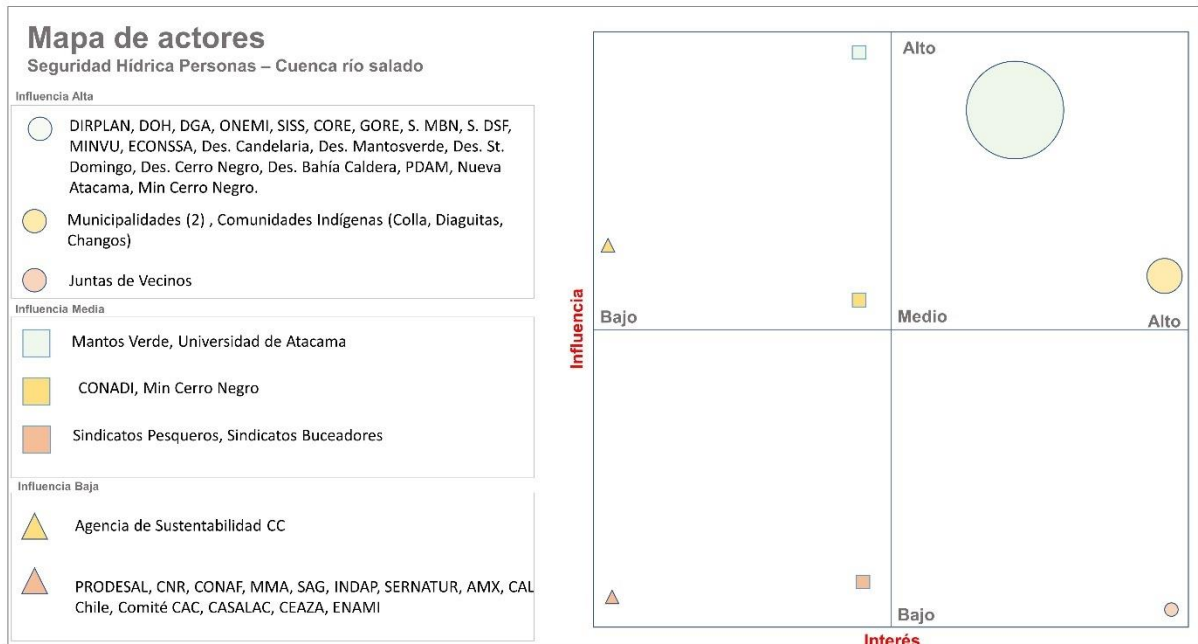 Mapa de actores
Seguridad Hídrica Personas – Cuenca río salado
Influencia Alta
DIRPLAN, DOH, DGA, ONEMI, SISS, CORE, GORE, S. MBN, S. DSF,
MINVU, ECONSSA, Des. Candelaria, Des. Mantosverde, Des. St.
Domingo, Des. Cerro Negro, Des. Bahía Caldera, PDAM, Nueva
Atacama, Min Cerro Negro.
Municipalidades (2) , Comunidades Indígenas (Colla, Diaguitas,
Changos)
Juntas de Vecinos
Influencia Media
Mantos Verde, Universidad de Atacama
CONADI, Min Cerro Negro
Sindicatos Pesqueros, Sindicatos Buceadores
Influencia Baja
Agencia de Sustentabilidad CC
PRODESAL, CNR, CONAF, MMA, SAG, INDAP, SERNATUR, AMX, CAL
Chile, Comité CAC, CASALAC, CEAZA, ENAMI
Alto
Influencia
Bajo
Medio
Alto
Bajo
Interés